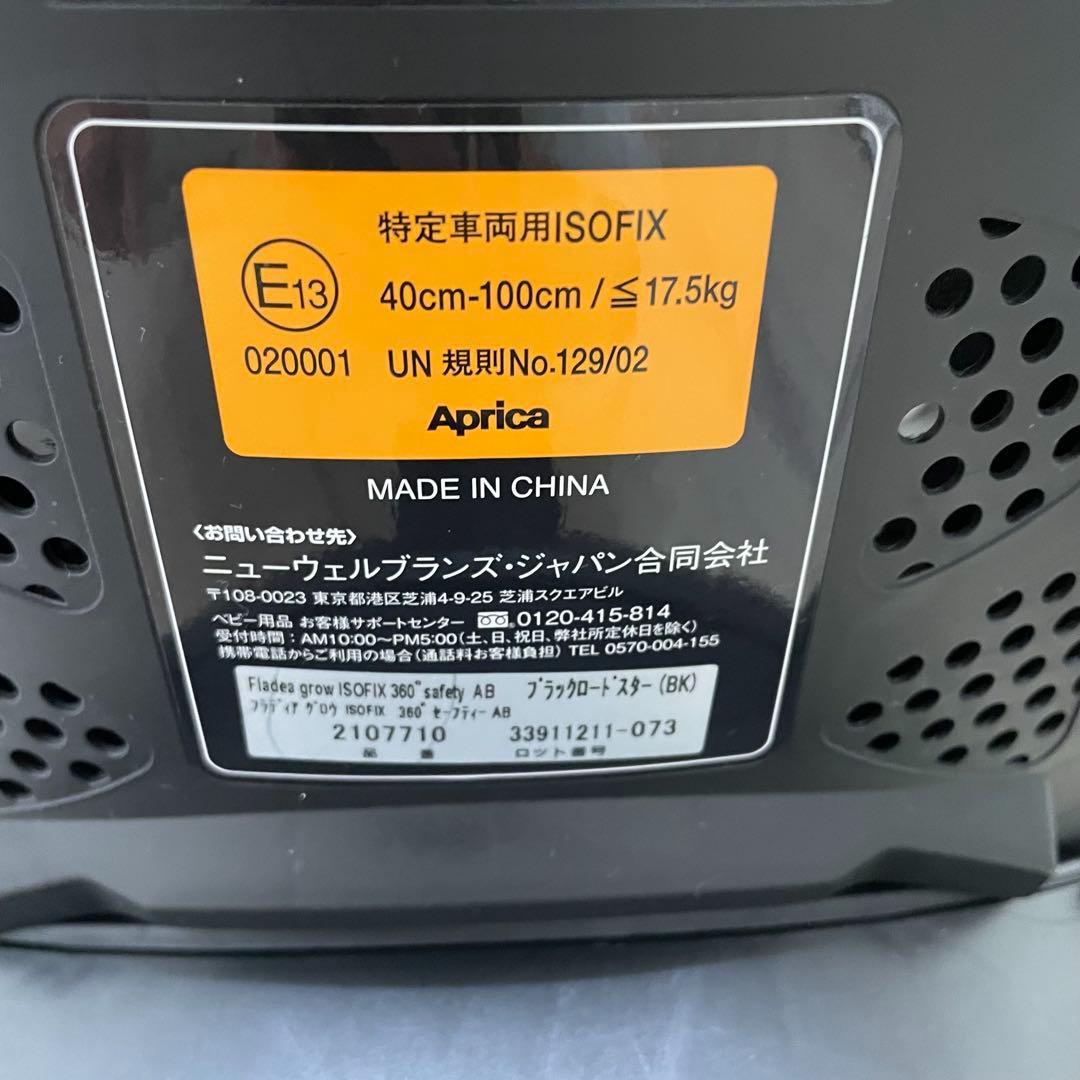 特定車両用ISOFIX
E13
40cm-100cm/≦17.5kg
020001 UN 規則No.129/02
Aprica
MADE IN CHINA
〈お問い合わせ先〉
ニューウェルブランズ・ジャパン合同会社
〒108-0023 東京都港区芝浦4-9-25 芝浦スクエアビル
ベビー用品 お客様サポートセンター 0120-415-814
受付時間：AM10:00〜PM5:00（土、日、祝日、弊社所定休日を除く）
携帯電話からご利用の場合（通話料お客様負担）TEL 0570-004-155
Fladea grow ISOFIX 360°safety AB ブラックロードスター(BK)
フラディア グロウ ISOFIX 360°セーフティー AB
2107710 33911211-073
品番 ロット番号